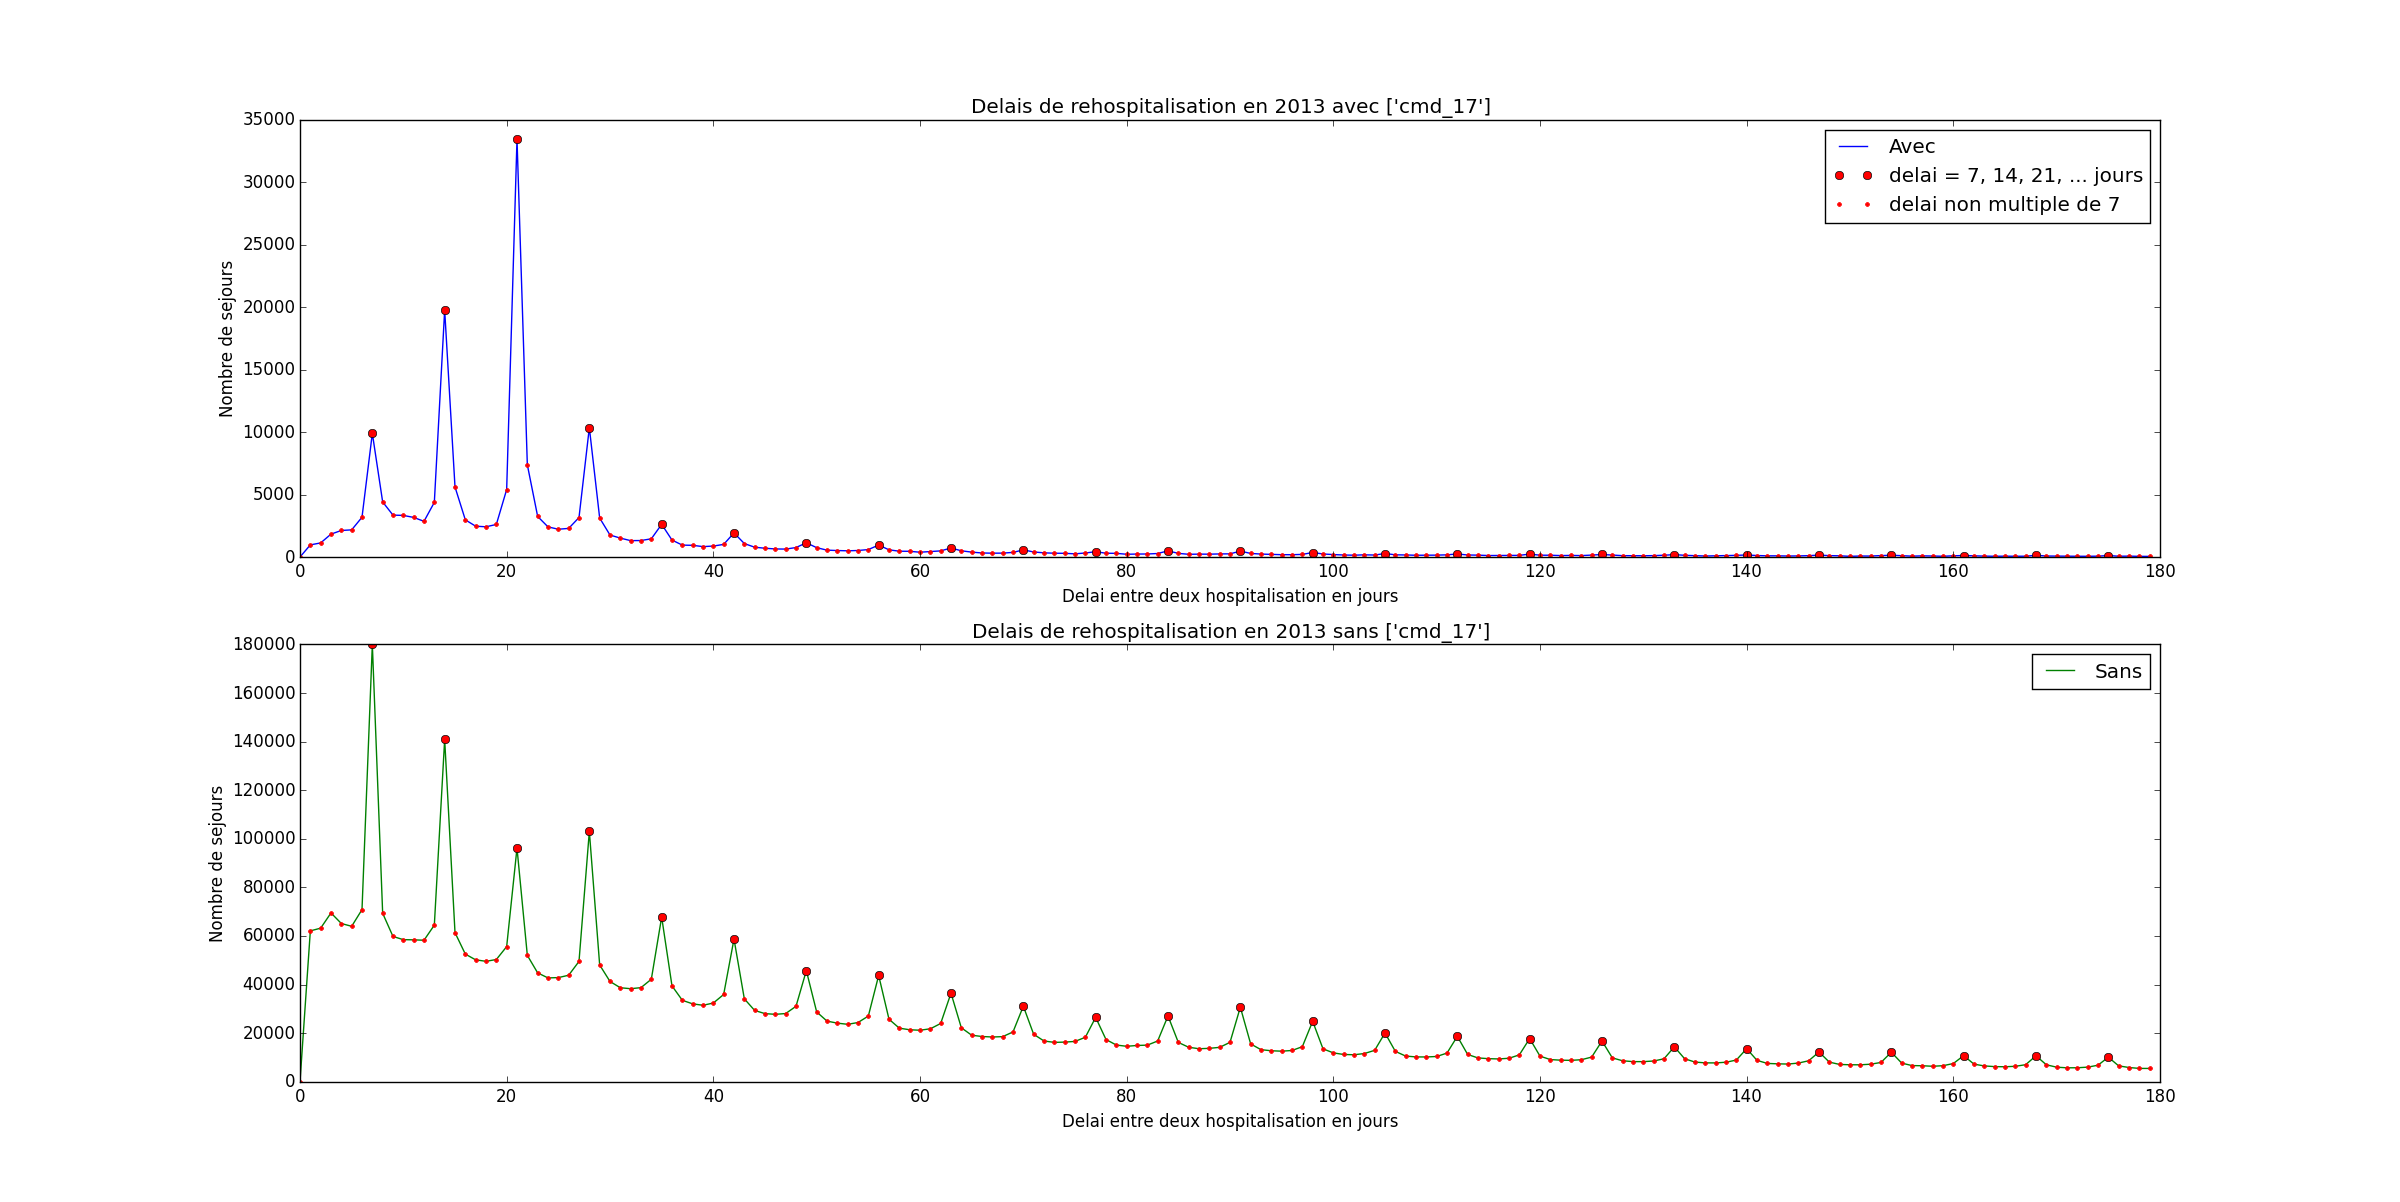 Delais de rehospitalisation en 2013 avec ['cmd_17']
35000
30000
25000
20000
15000
10000
5000
0
Nombre de sejours
Avec
delai = 7, 14, 21, ... jours
delai non multiple de 7
0 20 40 60 80 100 120 140 160 180
Delai entre deux hospitalisation en jours
Delais de rehospitalisation en 2013 sans ['cmd_17']
180000
160000
140000
120000
100000
80000
60000
40000
20000
0
Nombre de sejours
Sans
0 20 40 60 80 100 120 140 160 180
Delai entre deux hospitalisation en jours